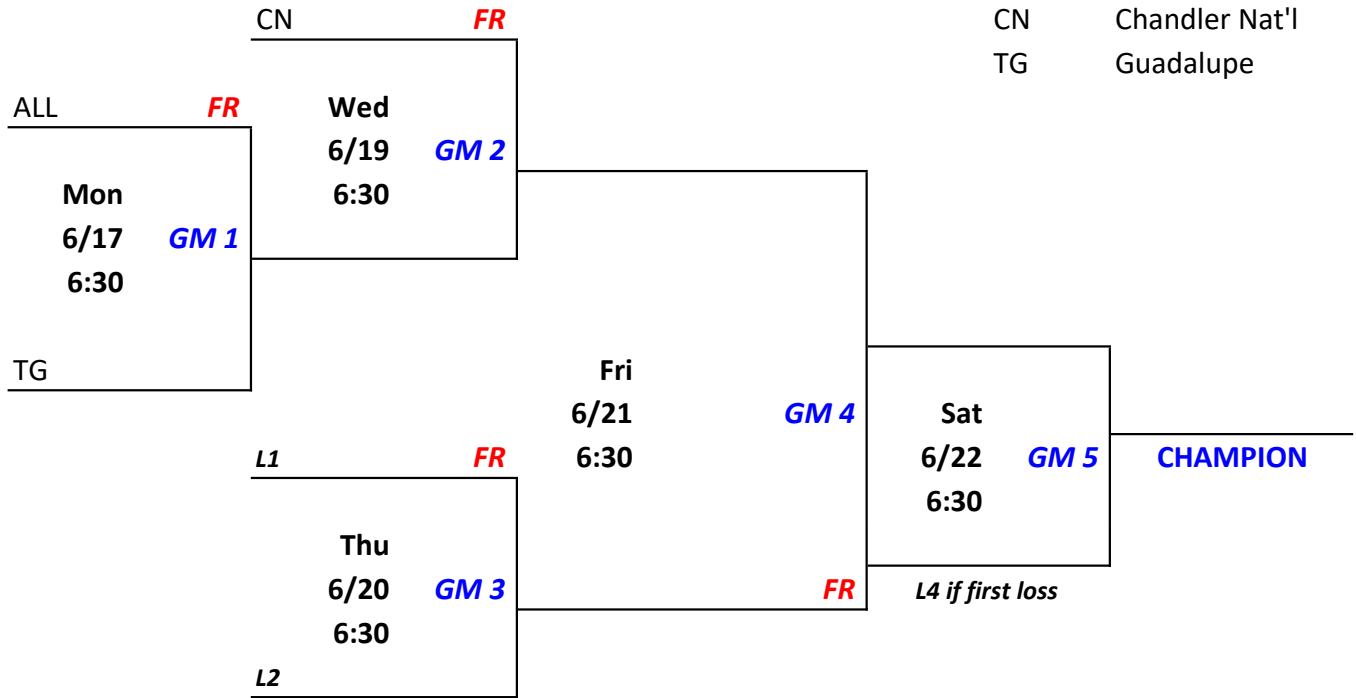 CN FR
CN Chandler Nat'l
TG Guadalupe
ALL FR
Wed
6/19 GM 2
6:30
Mon
6/17 GM 1
6:30
TG
Fri
6/21 GM 4
6:30
Sat
6/22 GM 5
6:30
CHAMPION
L1 FR
Thu
6/20 GM 3
6:30
FR
L4 if first loss
L2